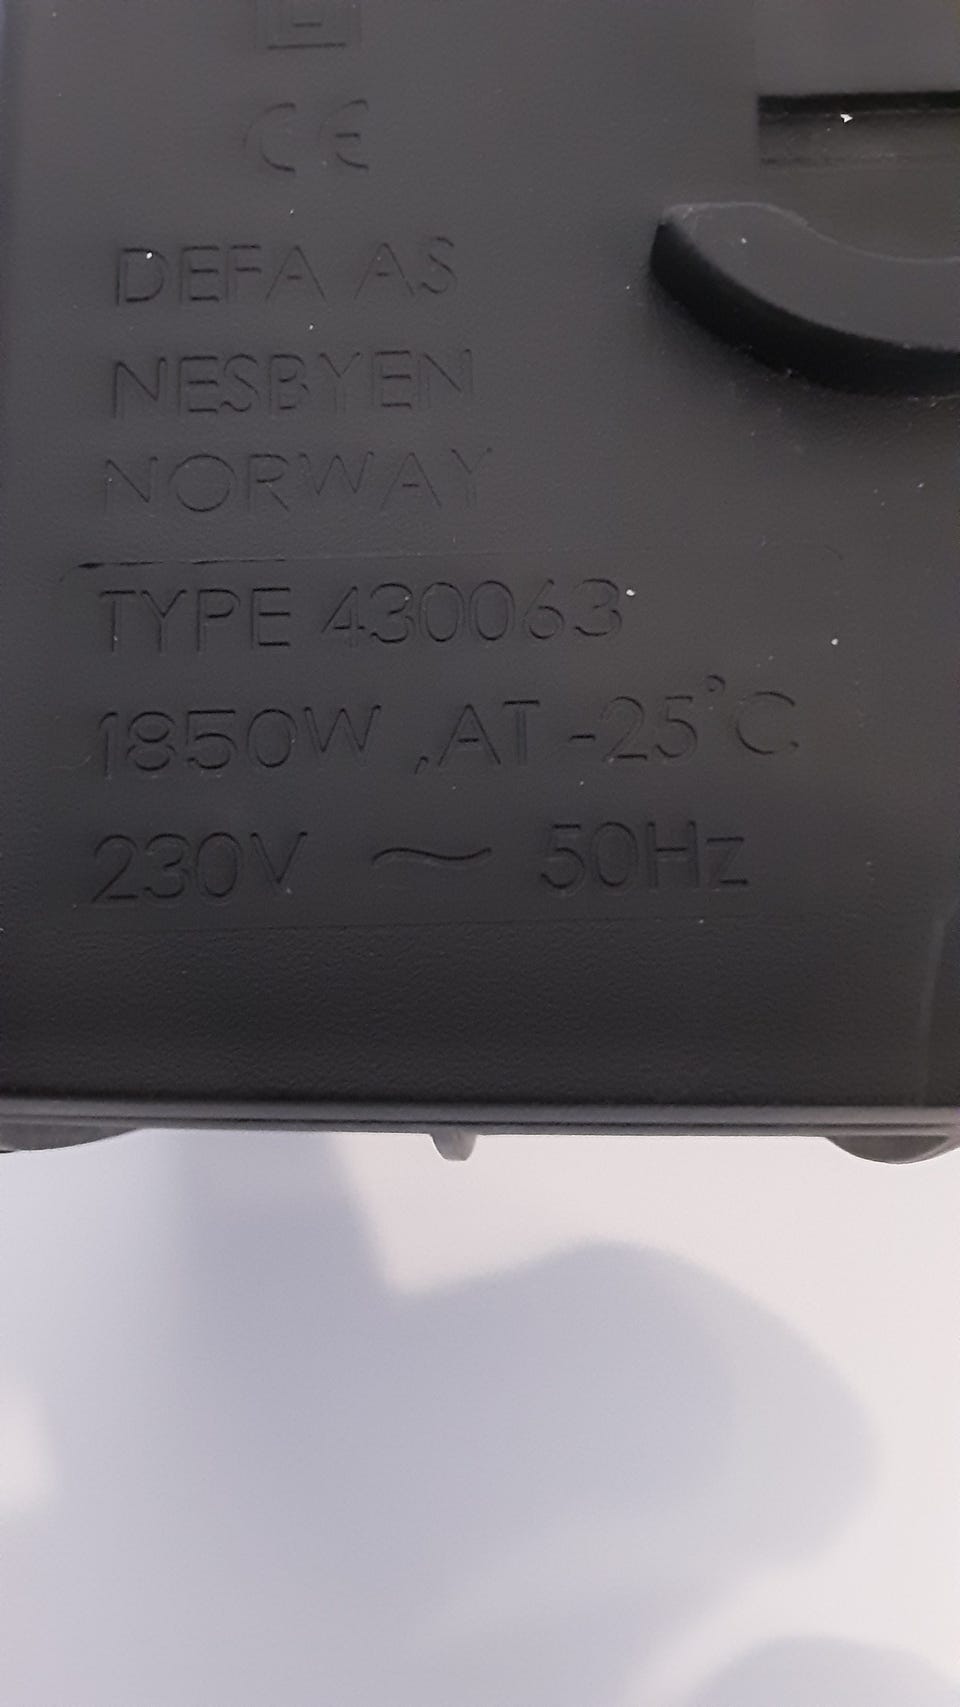 CE
DEFA AS
NESBYEN
NORWAY
TYPE 430063
1850W ,AT -25°C
230V ~ 50Hz